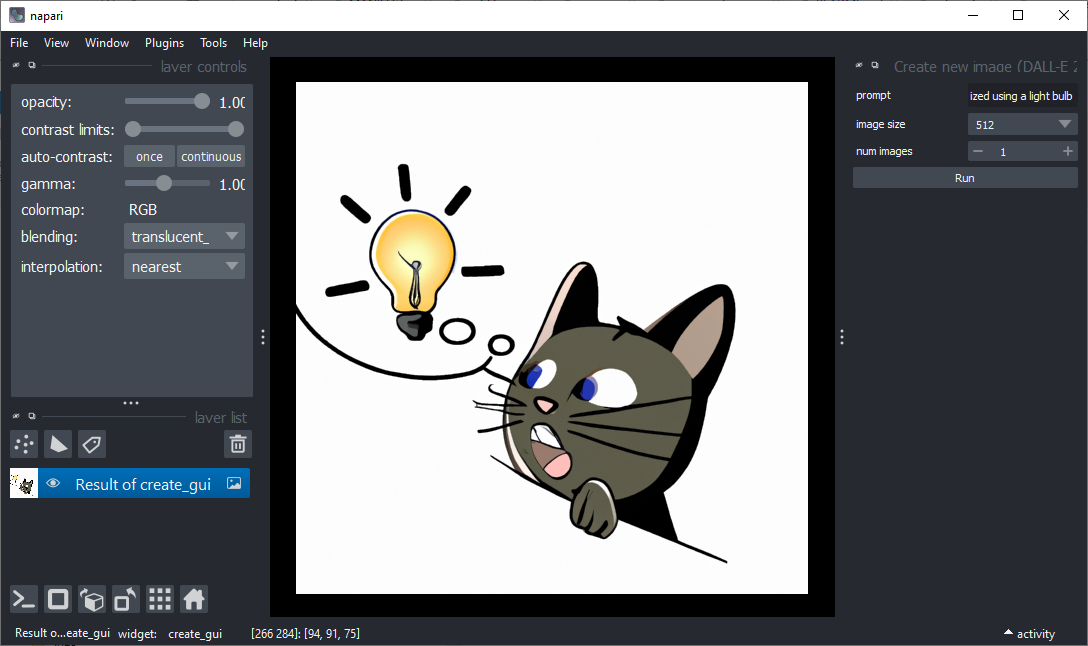 napari
File View Window Plugins Tools Help
layer controls
opacity: 1.00
contrast limits:
auto-contrast: once continuous
gamma: 1.00
colormap: RGB
blending: translucent_
interpolation: nearest
layer list
Result of create_gui
Create new image (DALL-E 2
prompt ized using a light bulb
image size 512
num images 1
Run
Result o...eate_gui widget: create_gui [266 284]: [94, 91, 75]
activity